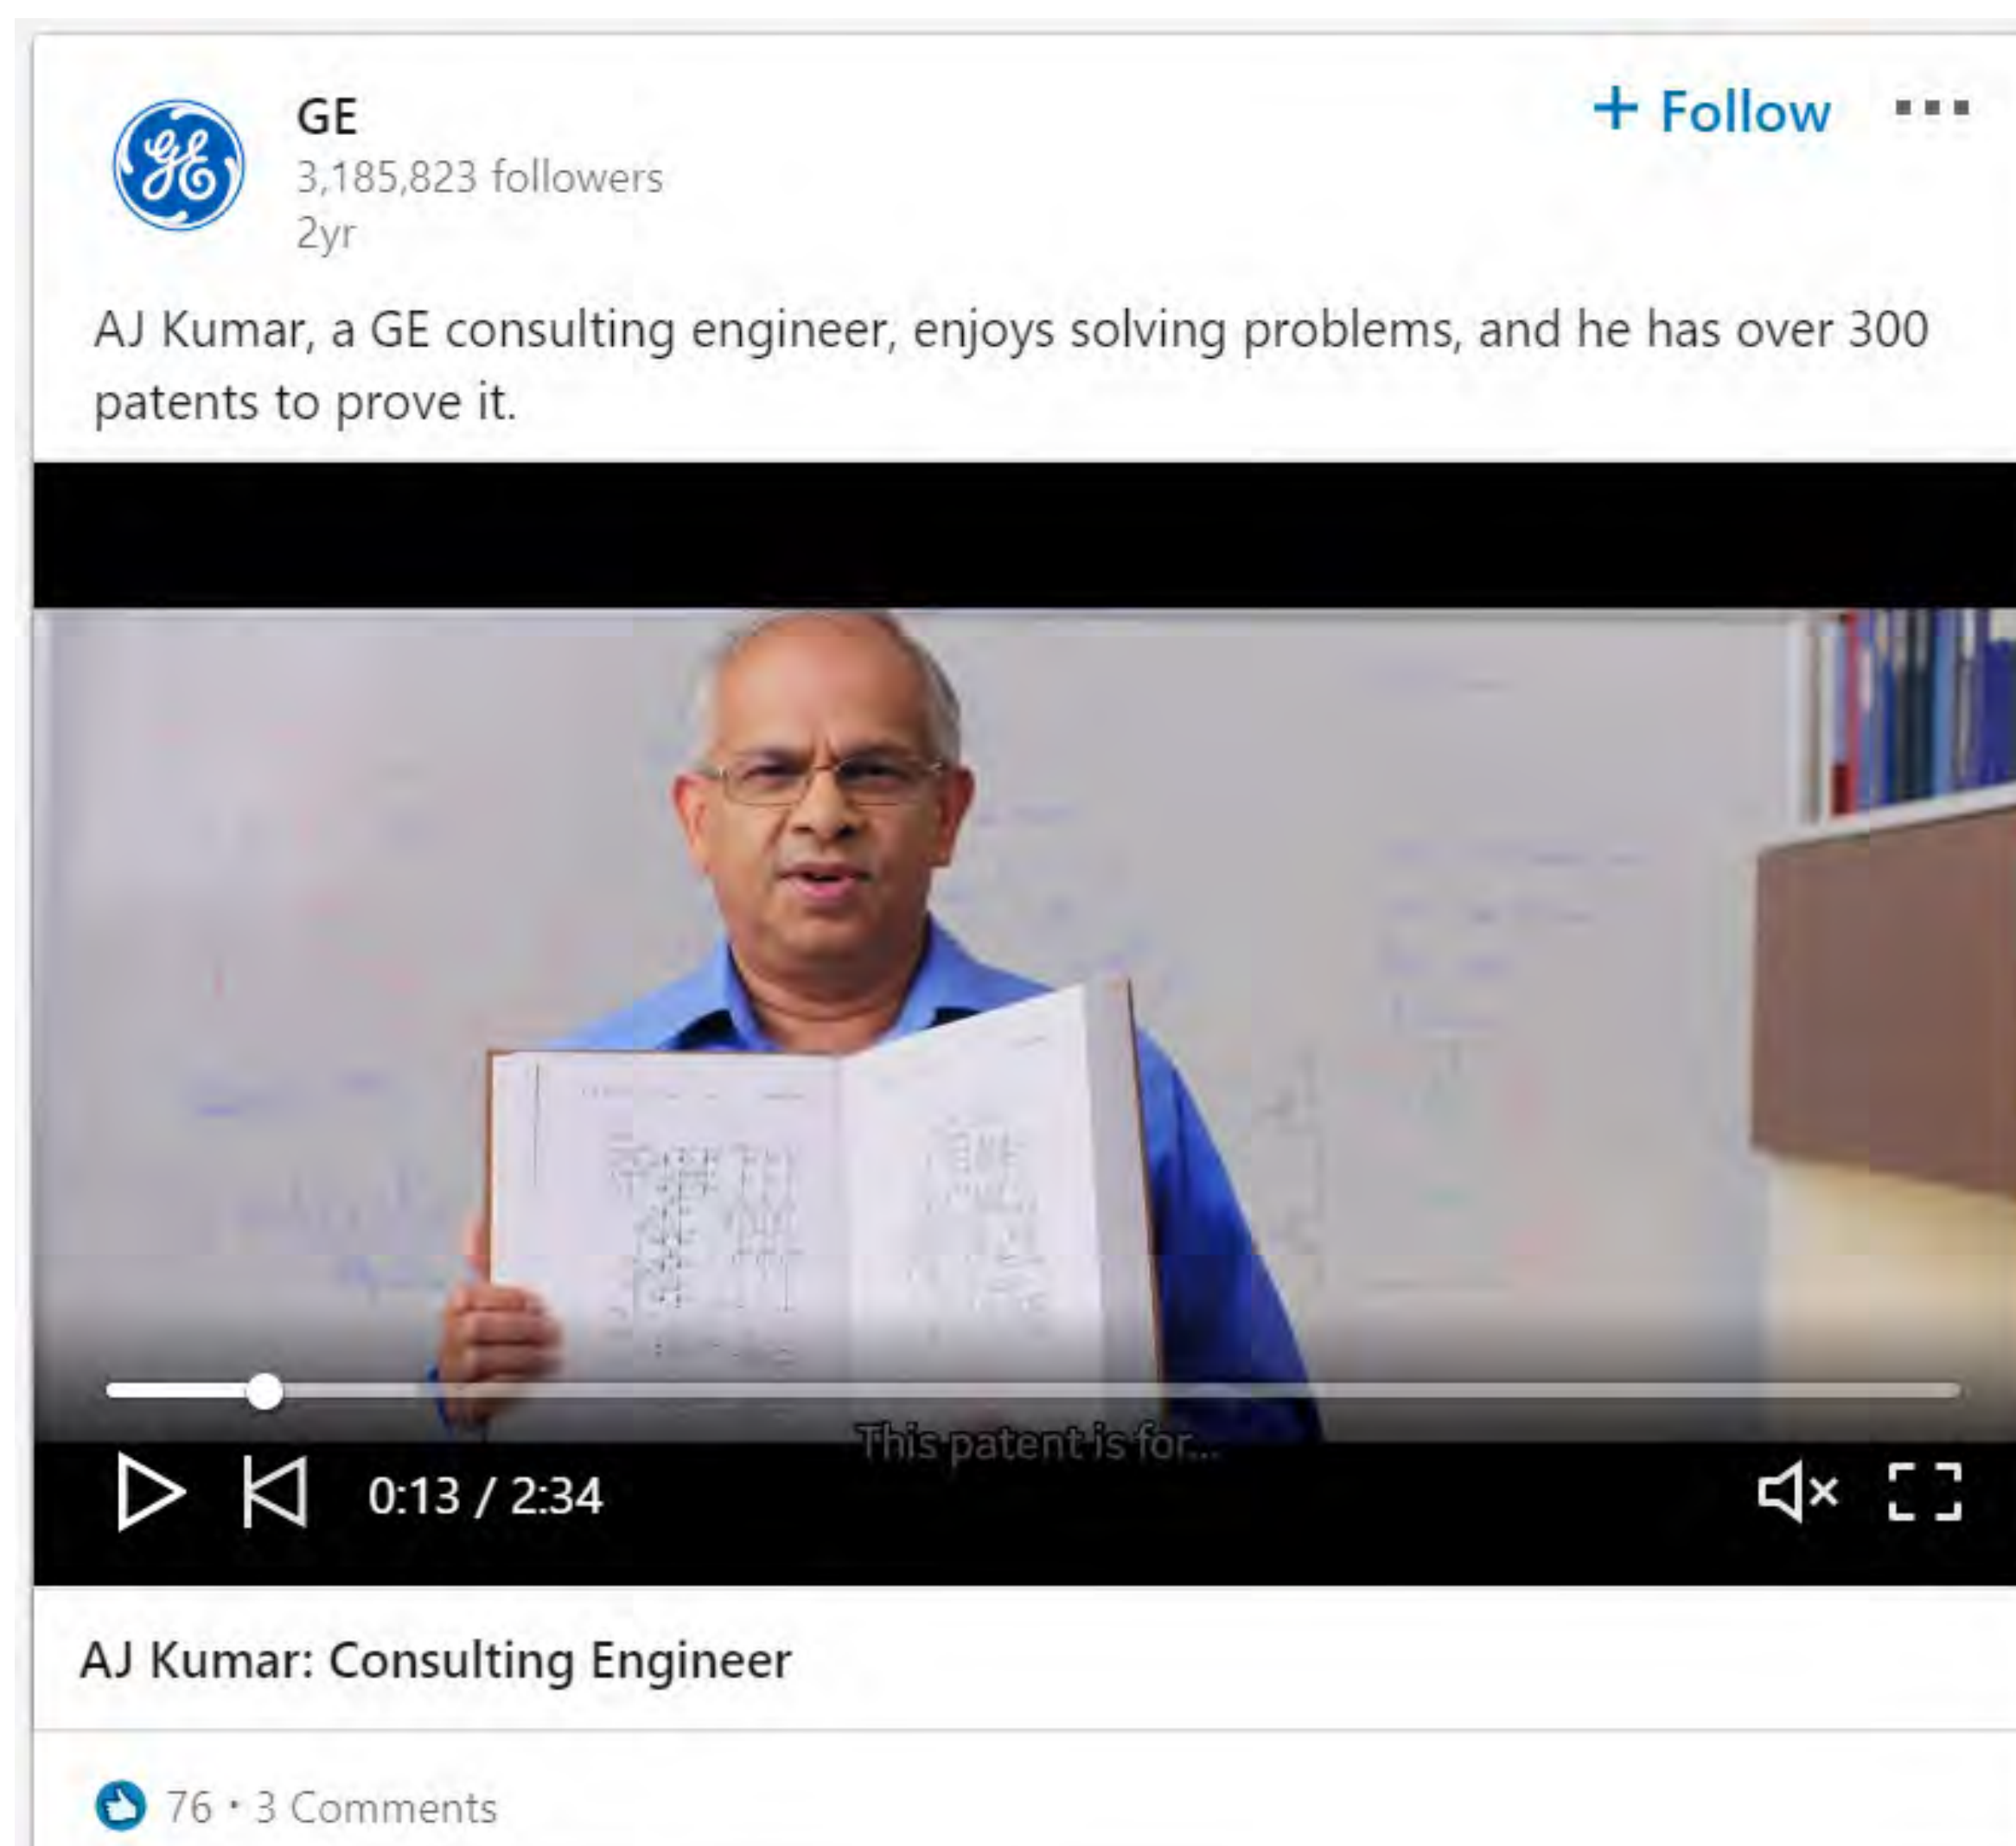 GE
+ Follow
3,185,823 followers
2yr
AJ Kumar, a GE consulting engineer, enjoys solving problems, and he has over 300
patents to prove it.
This patent is for...
0:13 / 2:34
AJ Kumar: Consulting Engineer
76 • 3 Comments